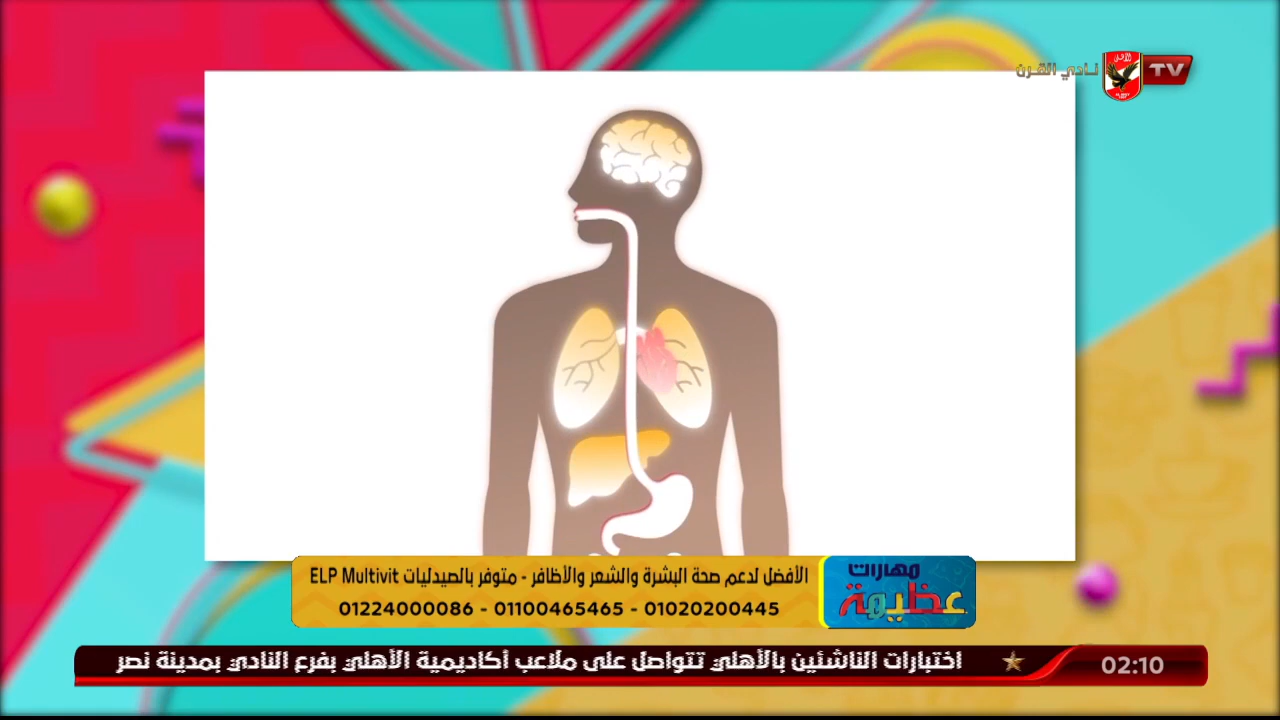 نادي القرن
TV
الأفضل لدعم صحة البشرة والشعر والأظافر - متوفر بالصيدليات ELP Multivit
01224000086 - 01100465465 - 01020200445
مهارات
عظيمة
اختبارات الناشئين بالأهلي تتواصل على ملاعب أكاديمية الأهلي بفرع النادي بمدينة نصر
02:10